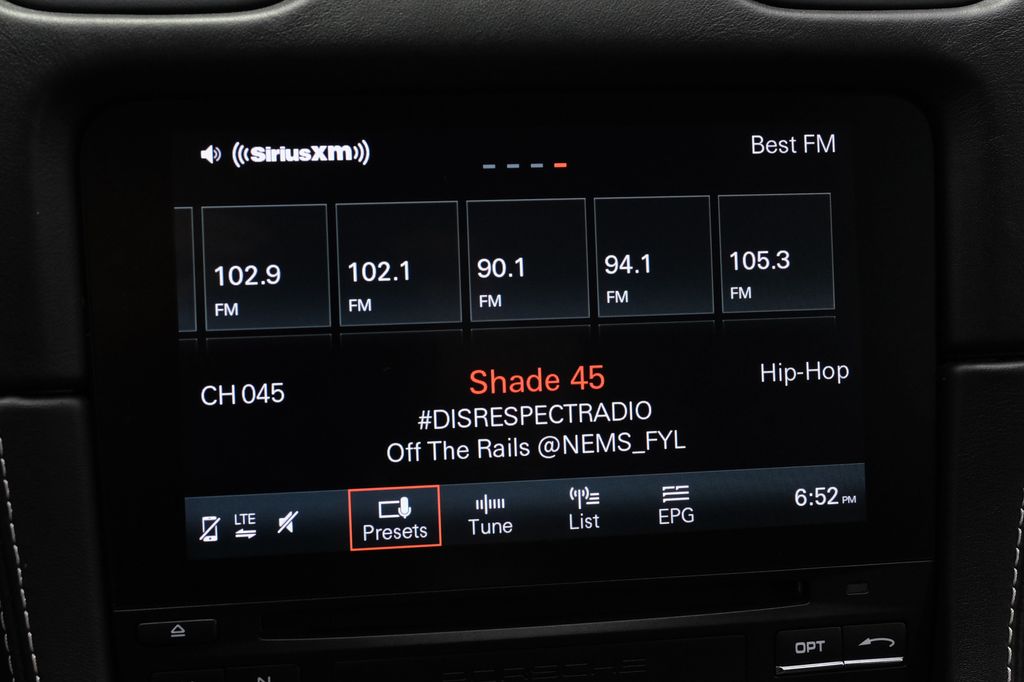 SiriusXM
Best FM
102.9
FM
102.1
FM
90.1
FM
94.1
FM
105.3
FM
CH 045
Shade 45
Hip-Hop
#DISRESPECTRADIO
Off The Rails @NEMS_FYL
LTE
Presets
Tune
List
EPG
6:52 PM
OPT
PORSCHE